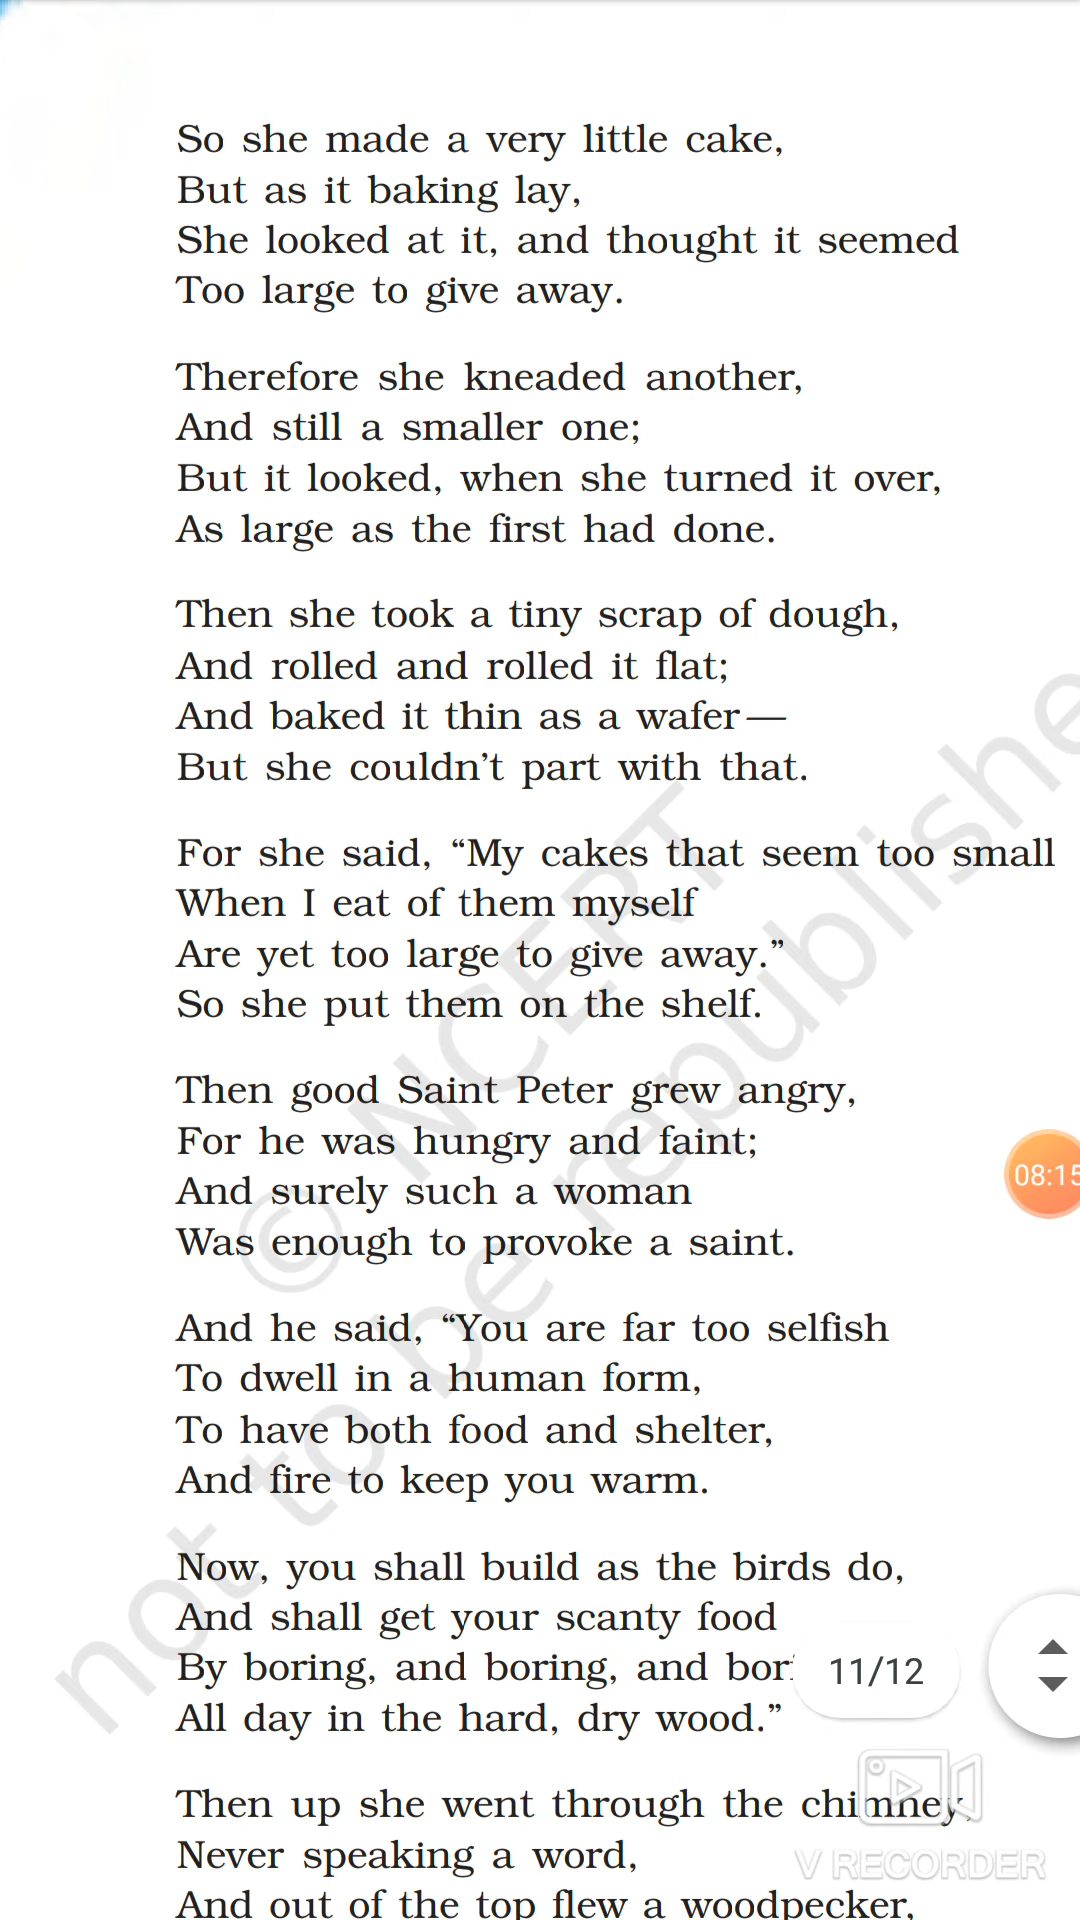 So she made a very little cake,
But as it baking lay,
She looked at it, and thought it seemed
Too large to give away.
Therefore she kneaded another,
And still a smaller one;
But it looked, when she turned it over,
As large as the first had done.
Then she took a tiny scrap of dough,
And rolled and rolled it flat;
And baked it thin as a wafer—
But she couldn't part with that.
For she said, “My cakes that seem too small
When I eat of them myself
Are yet too large to give away.”
So she put them on the shelf.
Then good Saint Peter grew angry,
For he was hungry and faint;
And surely such a woman
Was enough to provoke a saint.
And he said, “You are far too selfish
To dwell in a human form,
To have both food and shelter,
And fire to keep you warm.
Now, you shall build as the birds do,
And shall get your scanty food
By boring, and boring, and
All day in the hard, dry wood.”
Then up she went through the chimney,
Never speaking a word,
And out of the top flew a woodpecker,
© NCERT
not to be republishe
08:15
11/12
V RECORDER